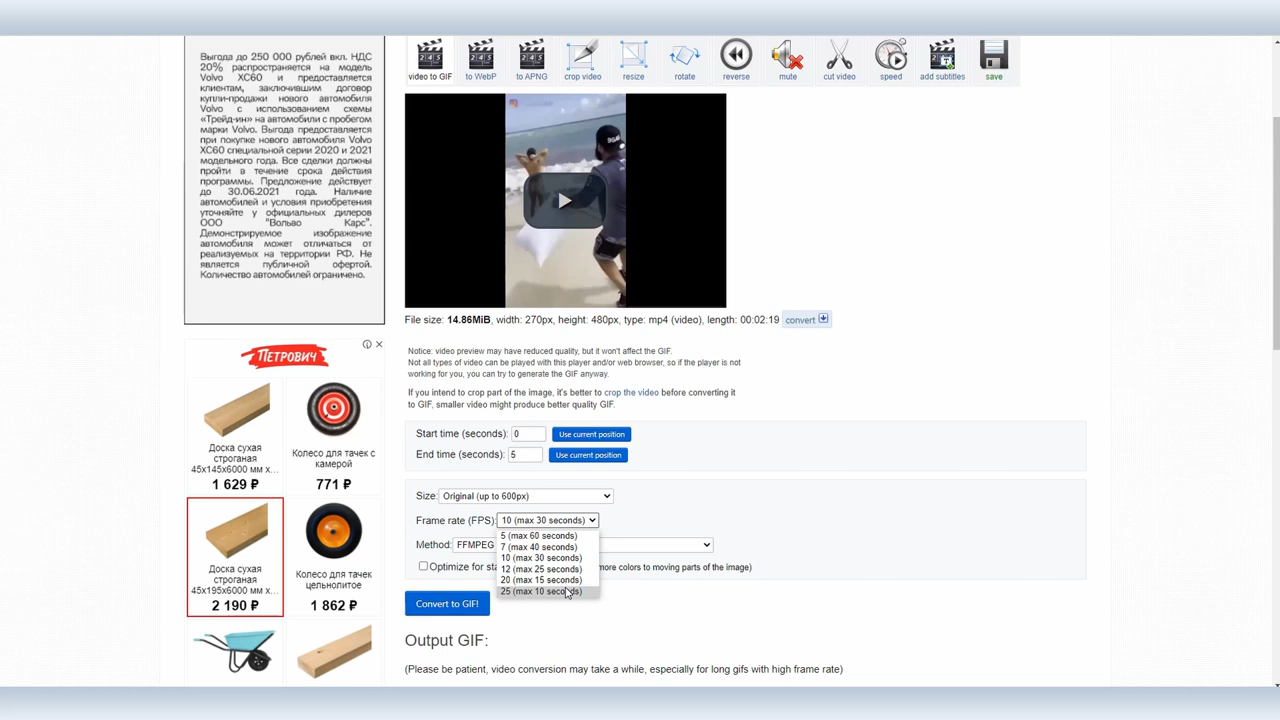 Выгода до 250 000 рублей вкл. НДС
20% распространяется на модель
Volvo XC60 и предоставляется
клиентам, заключившим договор
купли-продажи нового автомобиля
Volvo с использованием схемы
«Трейд-ин» на автомобили с пробегом
марки Volvo. Выгода предоставляется
при покупке нового автомобиля Volvo
XC60 специальной серии 2020 и 2021
модельного года. Все сделки должны
пройти в течение срока действия
программы. Предложение действует
до 30.06.2021 года. Наличие
автомобилей и условия приобретения
уточняйте у официальных дилеров
ООО "Вольво Карс".
Демонстрируемое изображение
автомобиля может отличаться от
реализуемых на территории РФ. Не
является публичной офертой.
Количество автомобилей ограничено.
ПЕТРОВИЧ
Доска сухая
строганая
45х145х6000 мм х...
1 629 ₽
Колесо для тачек с
камерой
771 ₽
Доска сухая
строганая
45х195х6000 мм х...
2 190 ₽
Колесо для тачек
цельнолитое
1 862 ₽
video to GIF
to WebP
to APNG
crop video
resize
rotate
reverse
mute
cut video
speed
add subtitles
save
File size: 14.86MiB, width: 270px, height: 480px, type: mp4 (video), length: 00:02:19 convert
Notice: video preview may have reduced quality, but it won't affect the GIF.
Not all types of video can be played with this player and/or web browser, so if the player is not
working for you, you can try to generate the GIF anyway.
If you intend to crop part of the image, it's better to crop the video before converting it
to GIF, smaller video might produce better quality GIF.
Start time (seconds): 0 Use current position
End time (seconds): 5 Use current position
Size: Original (up to 600px)
Frame rate (FPS): 10 (max 30 seconds)
5 (max 60 seconds)
7 (max 40 seconds)
10 (max 30 seconds)
12 (max 25 seconds)
20 (max 15 seconds)
25 (max 10 seconds)
Method: FFMPEG
Optimize for sta more colors to moving parts of the image)
Convert to GIF!
Output GIF:
(Please be patient, video conversion may take a while, especially for long gifs with high frame rate)